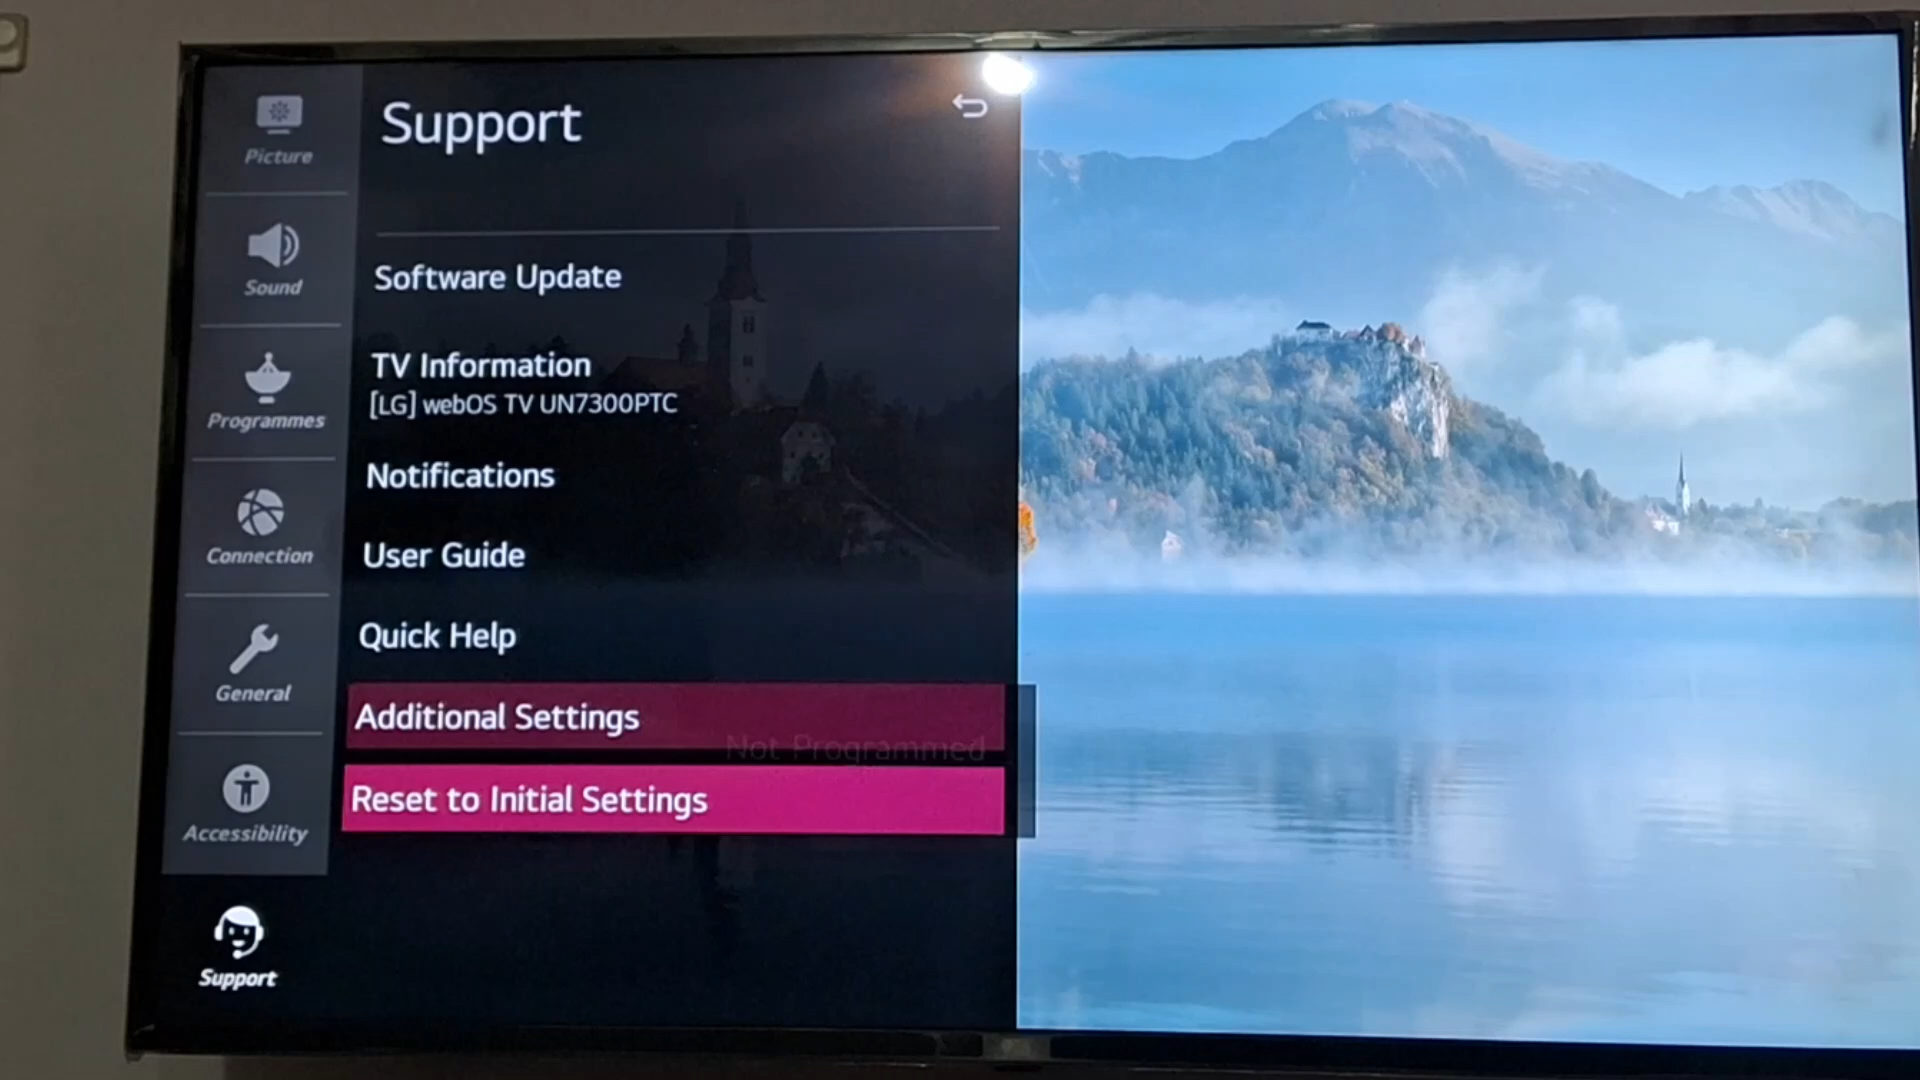 Picture
Sound
Programmes
Connection
General
Accessibility
Support
Support
Software Update
TV Information
[LG] webOS TV UN7300PTC
Notifications
User Guide
Quick Help
Additional Settings
Not Programmed
Reset to Initial Settings